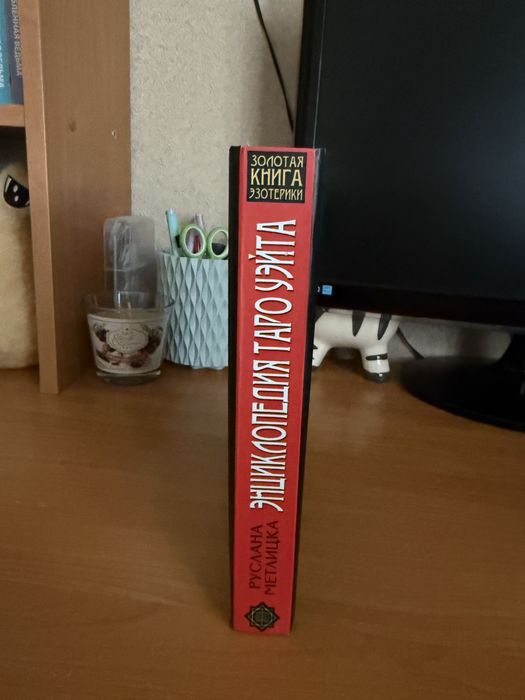 ЗОЛОТАЯ
КНИГА
ЭЗОТЕРИКИ
ЭНЦИКЛОПЕДИЯ ТАРО УЭЙТА
РУСЛАНА
МЕТЛИЦКА